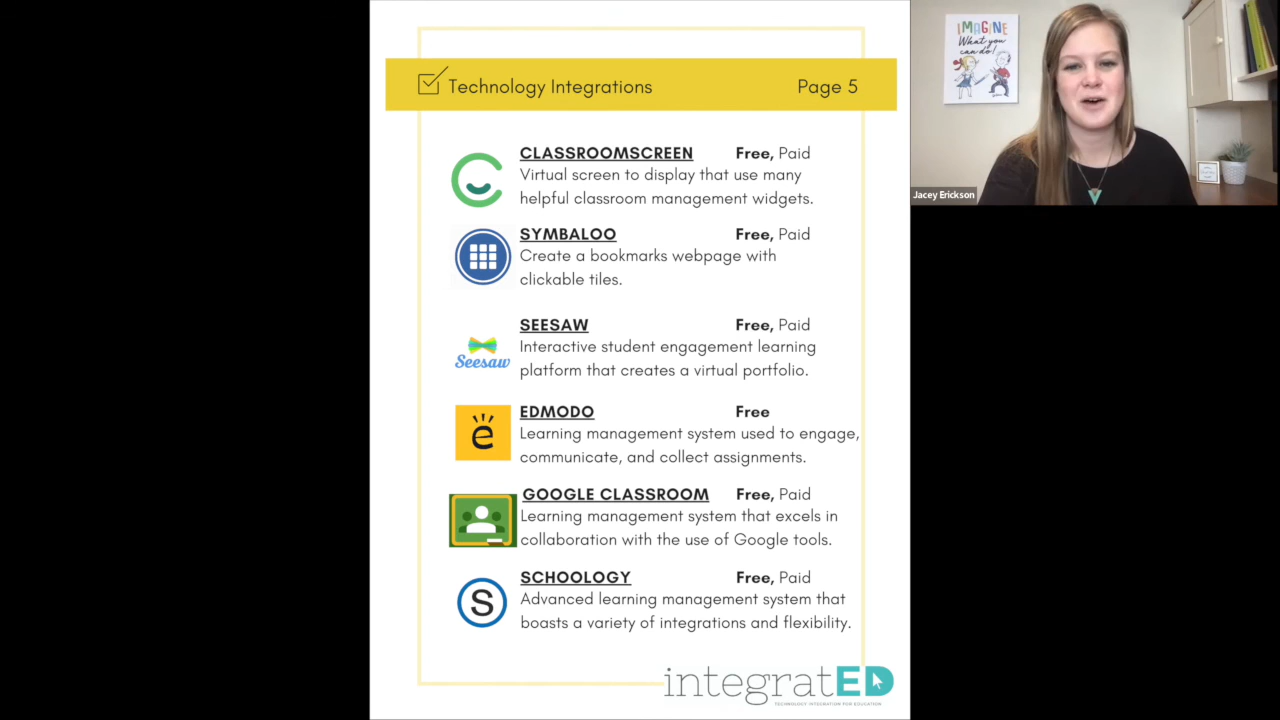 Technology Integrations Page 5
CLASSROOMSCREEN Free, Paid
Virtual screen to display that use many
helpful classroom management widgets.
SYMBALOO Free, Paid
Create a bookmarks webpage with
clickable tiles.
SEESAW Free, Paid
Seesaw
Interactive student engagement learning
platform that creates a virtual portfolio.
EDMODO Free
e
Learning management system used to engage,
communicate, and collect assignments.
GOOGLE CLASSROOM Free, Paid
Learning management system that excels in
collaboration with the use of Google tools.
SCHOOLOGY Free, Paid
S
Advanced learning management system that
boasts a variety of integrations and flexibility.
integratED
TECHNOLOGY INTEGRATION FOR EDUCATION
IMAGINE
What you
can do!
Jacey Erickson